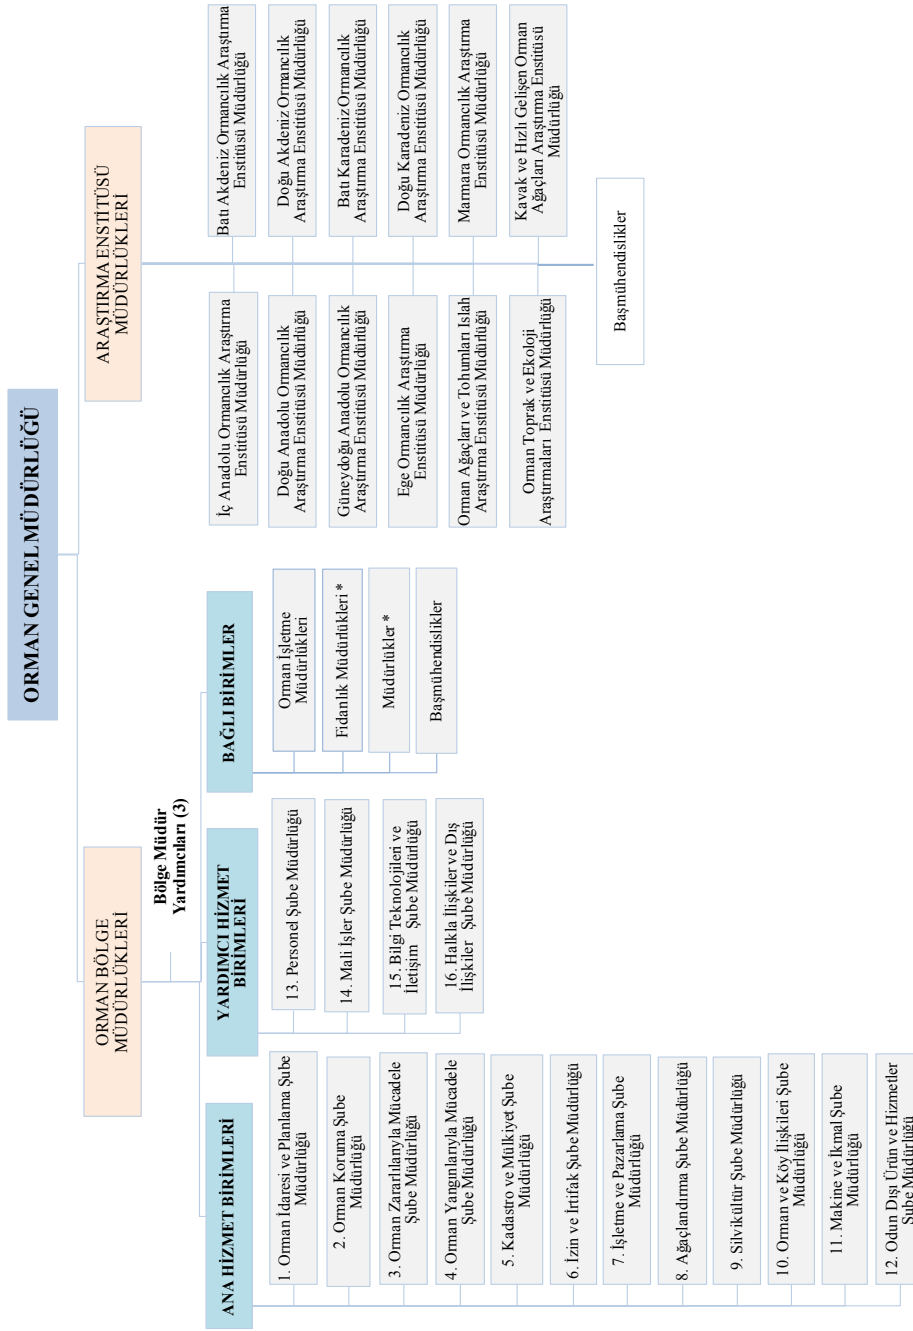 ORMAN GENEL MÜDÜRLÜĞÜ
ORMAN BÖLGE
MÜDÜRLÜKLERİ
Bölge Müdür
Yardımcıları (3)
ANA HİZMET BİRİMLERİ
1. Orman İdaresi ve Planlama Şube
Müdürlüğü
2. Orman Koruma Şube
Müdürlüğü
3. Orman Zararlılarıyla Mücadele
Şube Müdürlüğü
4. Orman Yangınlarıyla Mücadele
Şube Müdürlüğü
5. Kadastro ve Mülkiyet Şube
Müdürlüğü
6. İzin ve İrtifak Şube Müdürlüğü
7. İşletme ve Pazarlama Şube
Müdürlüğü
8. Ağaçlandırma Şube Müdürlüğü
9. Silvikültür Şube Müdürlüğü
10. Orman ve Köy İlişkileri Şube
Müdürlüğü
11. Makine ve İkmal Şube
Müdürlüğü
12. Odun Dışı Ürün ve Hizmetler
Şube Müdürlüğü
YARDIMCI HİZMET
BİRİMLERİ
13. Personel Şube Müdürlüğü
14. Mali İşler Şube Müdürlüğü
15. Bilgi Teknolojileri ve
İletişim Şube Müdürlüğü
16. Halkla İlişkiler ve Dış
İlişkiler Şube Müdürlüğü
BAĞLI BİRİMLER
Orman İşletme
Müdürlükleri
Fidanlık Müdürlükleri *
Müdürlükler *
Başmühendislikler
ARAŞTIRMA ENSTİTÜSÜ
MÜDÜRLÜKLERİ
İç Anadolu Ormancılık Araştırma
Enstitüsü Müdürlüğü
Doğu Anadolu Ormancılık
Araştırma Enstitüsü Müdürlüğü
Güneydoğu Anadolu Ormancılık
Araştırma Enstitüsü Müdürlüğü
Ege Ormancılık Araştırma
Enstitüsü Müdürlüğü
Orman Ağaçları ve Tohumları Islah
Araştırma Enstitüsü Müdürlüğü
Orman Toprak ve Ekoloji
Araştırmaları Enstitüsü Müdürlüğü
Batı Akdeniz Ormancılık Araştırma
Enstitüsü Müdürlüğü
Doğu Akdeniz Ormancılık
Araştırma Enstitüsü Müdürlüğü
Batı Karadeniz Ormancılık
Araştırma Enstitüsü Müdürlüğü
Doğu Karadeniz Ormancılık
Araştırma Enstitüsü Müdürlüğü
Marmara Ormancılık Araştırma
Enstitüsü Müdürlüğü
Kavak ve Hızlı Gelişen Orman
Ağaçları Araştırma Enstitüsü
Müdürlüğü
Başmühendislikler